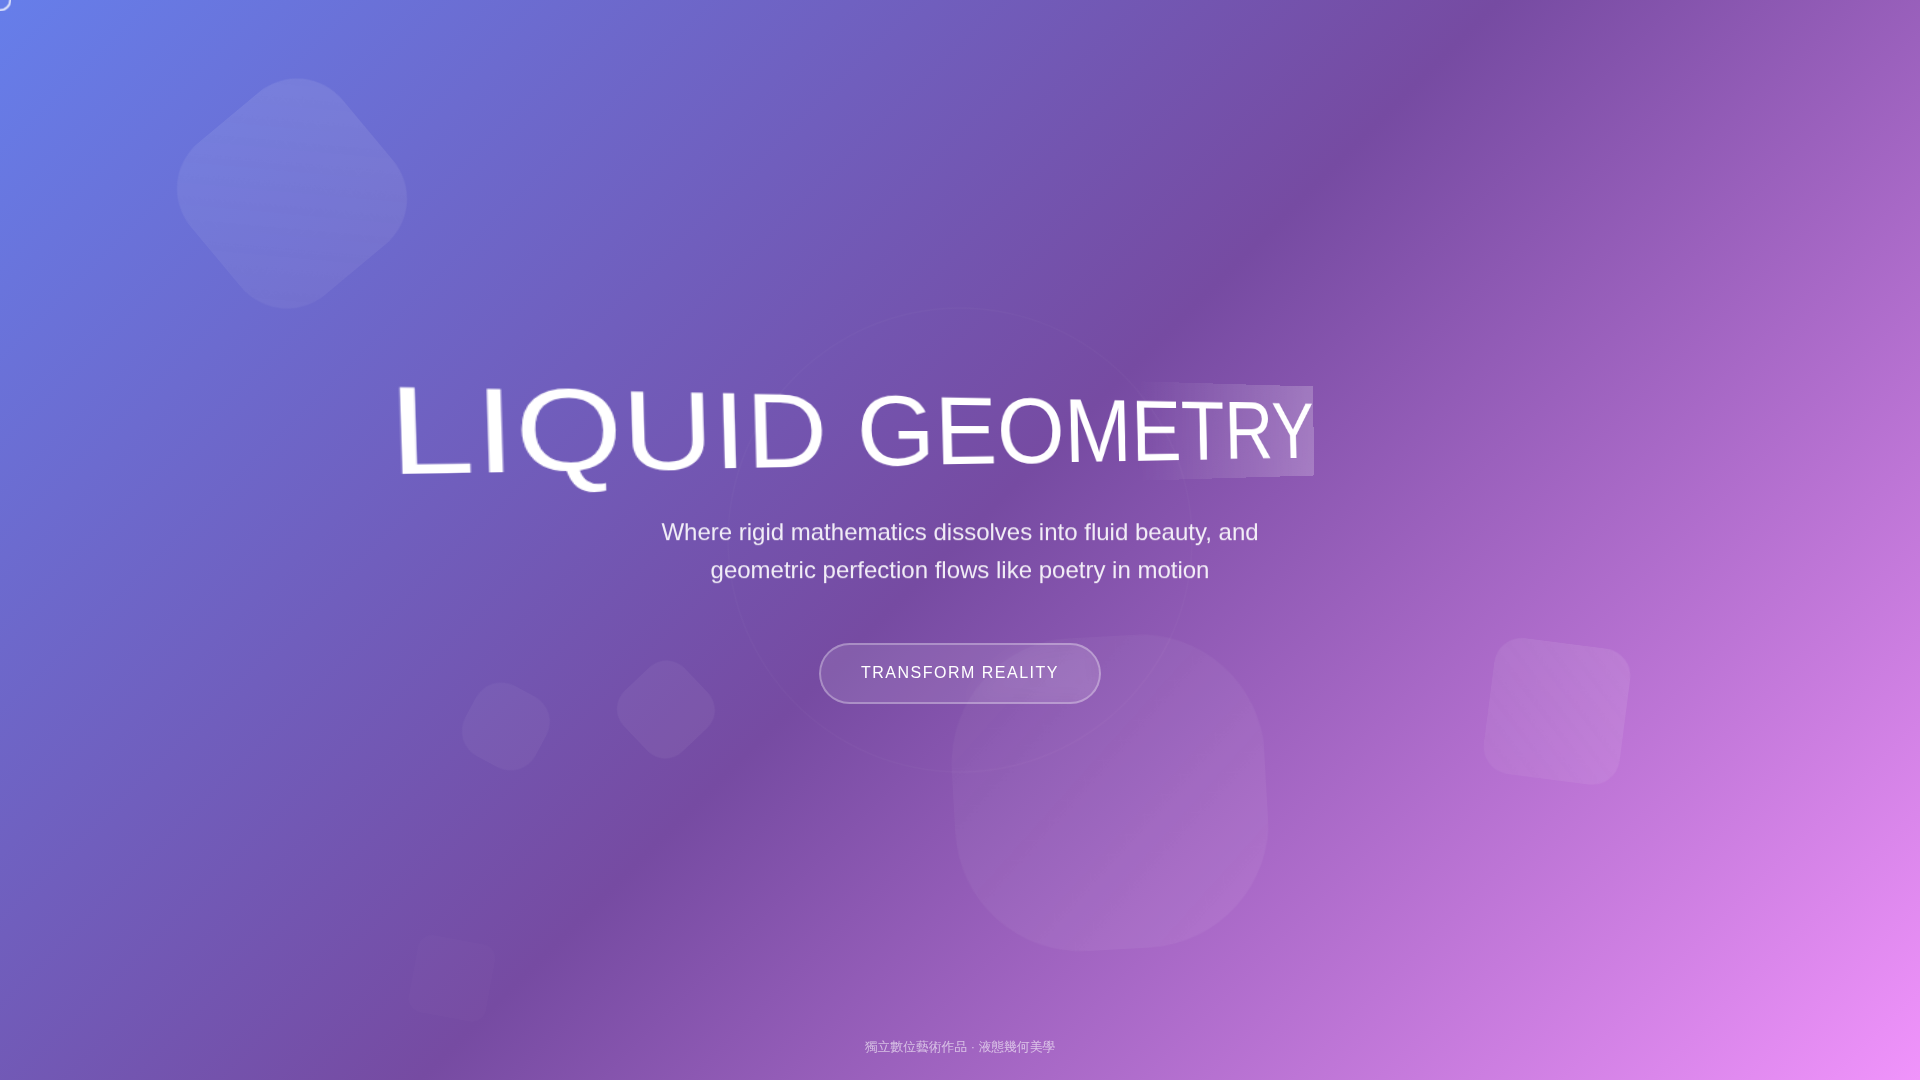 LIQUID GEOMETRY
Where rigid mathematics dissolves into fluid beauty, and
geometric perfection flows like poetry in motion
TRANSFORM REALITY
獨立數位藝術作品 · 液態幾何美學